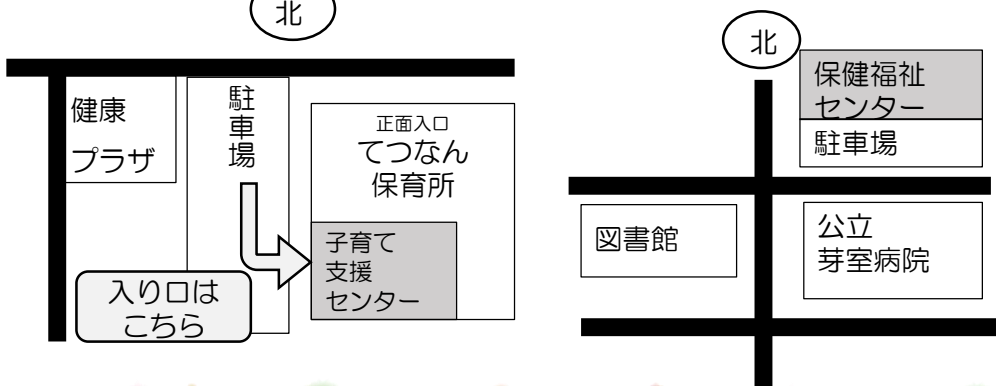 北
健康
プラザ
駐車場
正面入口
てつなん
保育所
子育て
支援
センター
入り口は
こちら
北
保健福祉
センター
駐車場
図書館
公立
芽室病院